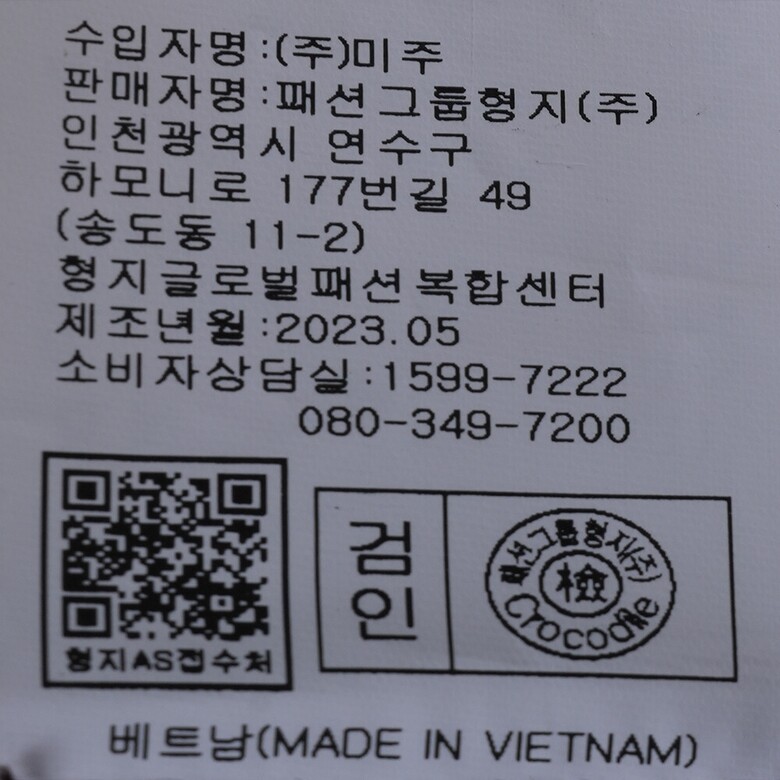 수입자명:(주)미주
판매자명:패션그룹형지(주)
인천광역시 연수구
하모니로 177번길 49
(송도동 11-2)
형지글로벌패션복합센터
제조년월:2023.05
소비자상담실:1599-7222
080-349-7200
형지AS접수처
검인
패션그룹형지(주)
檢
Crocodile
베트남(MADE IN VIETNAM)